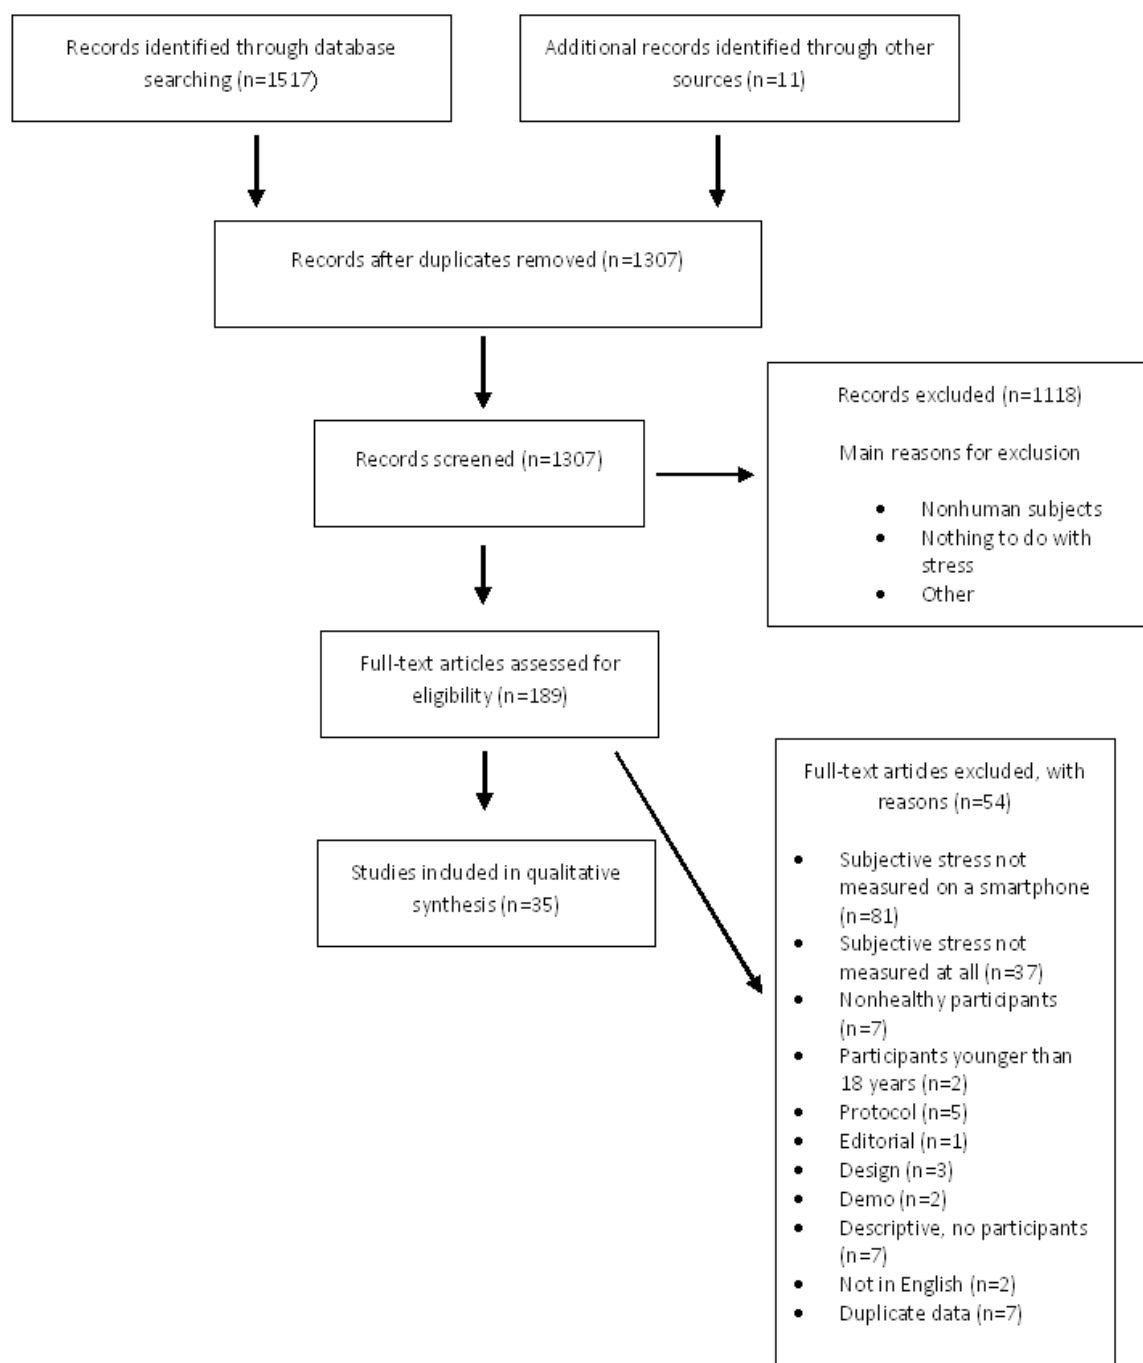 Records identified through database
searching (n=1517)
Additional records identified through other
sources (n=11)
Records after duplicates removed (n=1307)
Records screened (n=1307)
Records excluded (n=1118)
Main reasons for exclusion
• Nonhuman subjects
• Nothing to do with
stress
• Other
Full-text articles assessed for
eligibility (n=189)
Studies included in qualitative
synthesis (n=35)
Full-text articles excluded, with
reasons (n=54)
• Subjective stress not
measured on a smartphone
(n=81)
• Subjective stress not
measured at all (n=37)
• Nonhealthy participants
(n=7)
• Participants younger than
18 years (n=2)
• Protocol (n=5)
• Editorial (n=1)
• Design (n=3)
• Demo (n=2)
• Descriptive, no participants
(n=7)
• Not in English (n=2)
• Duplicate data (n=7)